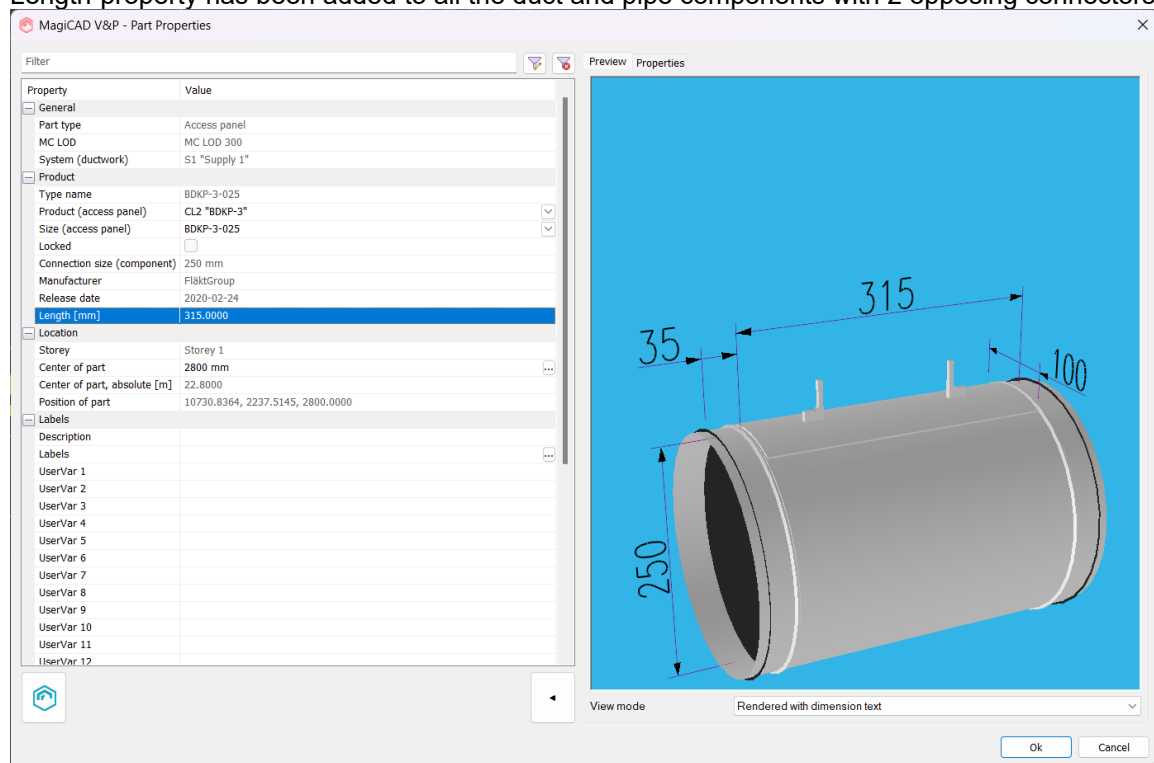 Length property has been added to all the duct and pipe components with 2 opposing connectors
MagiCAD V&P - Part Properties
Filter
Property Value
General
Part type Access panel
MC LOD MC LOD 300
System (ductwork) S1 "Supply 1"
Product
Type name BDKP-3-025
Product (access panel) CL2 "BDKP-3"
Size (access panel) BDKP-3-025
Locked
Connection size (component) 250 mm
Manufacturer FläktGroup
Release date 2020-02-24
Length [mm] 315.0000
Location
Storey Storey 1
Center of part 2800 mm
...
Center of part, absolute [m] 22.8000
Position of part 10730.8364, 2237.5145, 2800.0000
Labels
Description
Labels
...
UserVar 1
UserVar 2
UserVar 3
UserVar 4
UserVar 5
UserVar 6
UserVar 7
UserVar 8
UserVar 9
UserVar 10
UserVar 11
UserVar 12
Preview Properties
315
35
100
250
View mode Rendered with dimension text
Ok Cancel